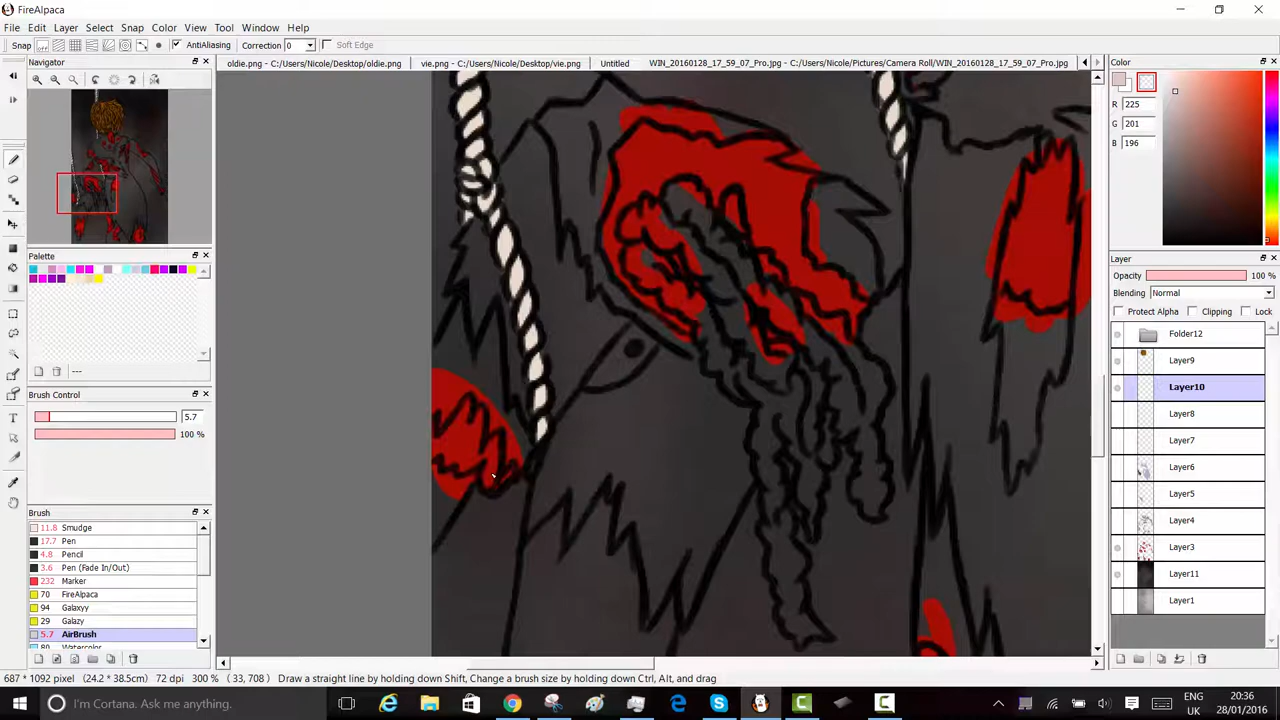 FireAlpaca
File Edit Layer Select Snap Color View Tool Window Help
Snap OFF AntiAliasing Correction 0 Soft Edge
Navigator
oldie.png - C:/Users/Nicole/Desktop/oldie.png vie.png - C:/Users/Nicole/Desktop/vie.png Untitled WIN_20160128_17_59_07_Pro.jpg - C:/Users/Nicole/Pictures/Camera Roll/WIN_20160128_17_59_07_Pro.jpg
Color
R 225
G 201
B 196
Palette
---
Brush Control
5.7
100 %
Brush
11.8 Smudge
17.7 Pen
4.8 Pencil
3.6 Pen (Fade In/Out)
232 Marker
70 FireAlpaca
94 Galaxyy
29 Galazy
5.7 AirBrush
80 Watercolor
Layer
Opacity 100 %
Blending Normal
Protect Alpha Clipping Lock
Folder12
Layer9
Layer10
Layer8
Layer7
Layer6
Layer5
Layer4
Layer3
Layer11
Layer1
687 * 1092 pixel (24.2 * 38.5cm) 72 dpi 300 % (33, 708) Draw a straight line by holding down Shift, Change a brush size by holding down Ctrl, Alt, and drag
I'm Cortana. Ask me anything.
ENG 20:36
UK 28/01/2016